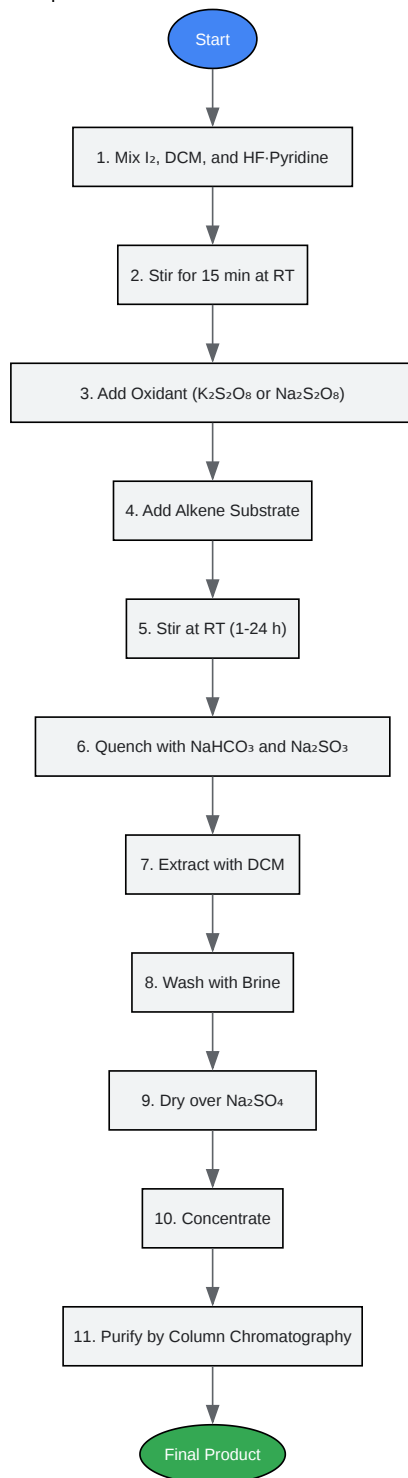 Start
1. Mix I₂, DCM, and HF·Pyridine
2. Stir for 15 min at RT
3. Add Oxidant (K₂S₂O₈ or Na₂S₂O₈)
4. Add Alkene Substrate
5. Stir at RT (1-24 h)
6. Quench with NaHCO₃ and Na₂SO₃
7. Extract with DCM
8. Wash with Brine
9. Dry over Na₂SO₄
10. Concentrate
11. Purify by Column Chromatography
Final Product